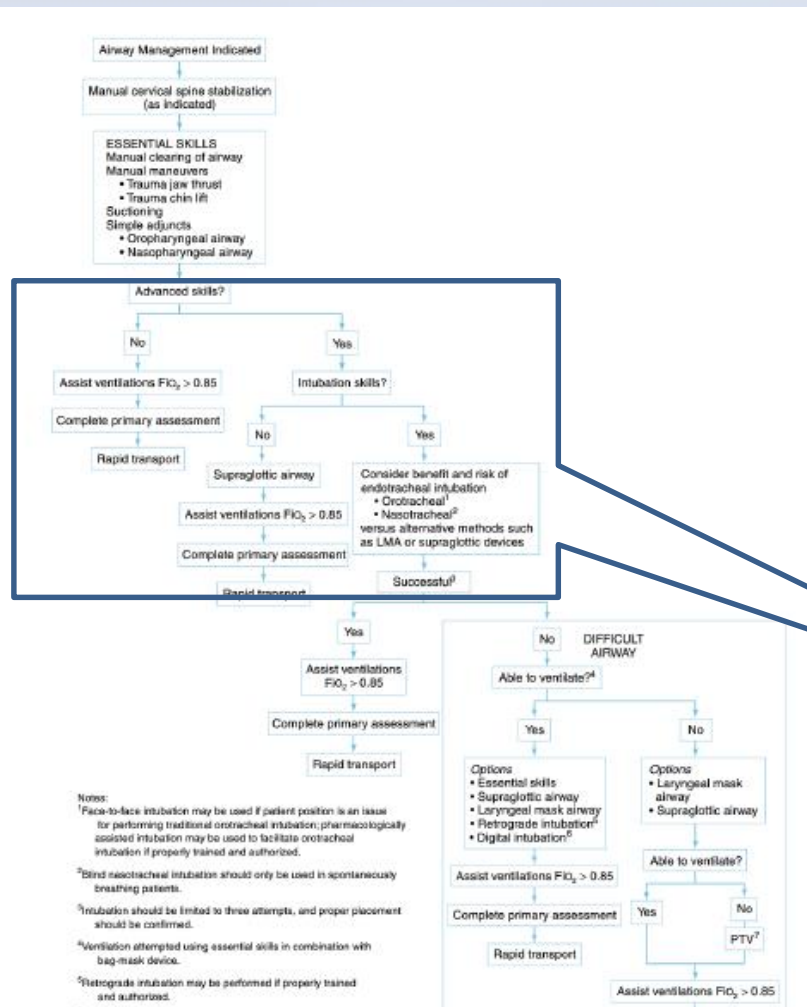 Airway Management Indicated
Manual cervical spine stabilization
(as indicated)
ESSENTIAL SKILLS
Manual clearing of airway
Manual maneuvers
• Trauma jaw thrust
• Trauma chin lift
Suctioning
Simple adjuncts
• Oropharyngeal airway
• Nasopharyngeal airway
Advanced skills?
No
Yes
Assist ventilations FiO₂ > 0.85
Intubation skills?
Complete primary assessment
Rapid transport
No
Yes
Supraglottic airway
Assist ventilations FiO₂ > 0.85
Complete primary assessment
Rapid transport
Consider benefit and risk of
endotracheal intubation
• Orotracheal¹
• Nasotracheal²
versus alternative methods such
as LMA or supraglottic devices
Successful³
Yes
Assist ventilations
FiO₂ > 0.85
Complete primary assessment
Rapid transport
No
DIFFICULT
AIRWAY
Able to ventilate?⁴
Yes
No
Options
• Essential skills
• Supraglottic airway
• Laryngeal mask airway
• Retrograde intubation⁵
• Digital intubation⁶
Assist ventilations FiO₂ > 0.85
Complete primary assessment
Rapid transport
Options
• Laryngeal mask
airway
• Supraglottic airway
Able to ventilate?
Yes
No
PTV⁷
Assist ventilations FiO₂ > 0.85
Notes:
¹Face-to-face intubation may be used if patient position is an issue
for performing traditional orotracheal intubation; pharmacologically
assisted intubation may be used to facilitate orotracheal
intubation if properly trained and authorized.
²Blind nasotracheal intubation should only be used in spontaneously
breathing patients.
³Intubation should be limited to three attempts, and proper placement
should be confirmed.
⁴Ventilation attempted using essential skills in combination with
bag-mask device.
⁵Retrograde intubation may be performed if properly trained
and authorized.